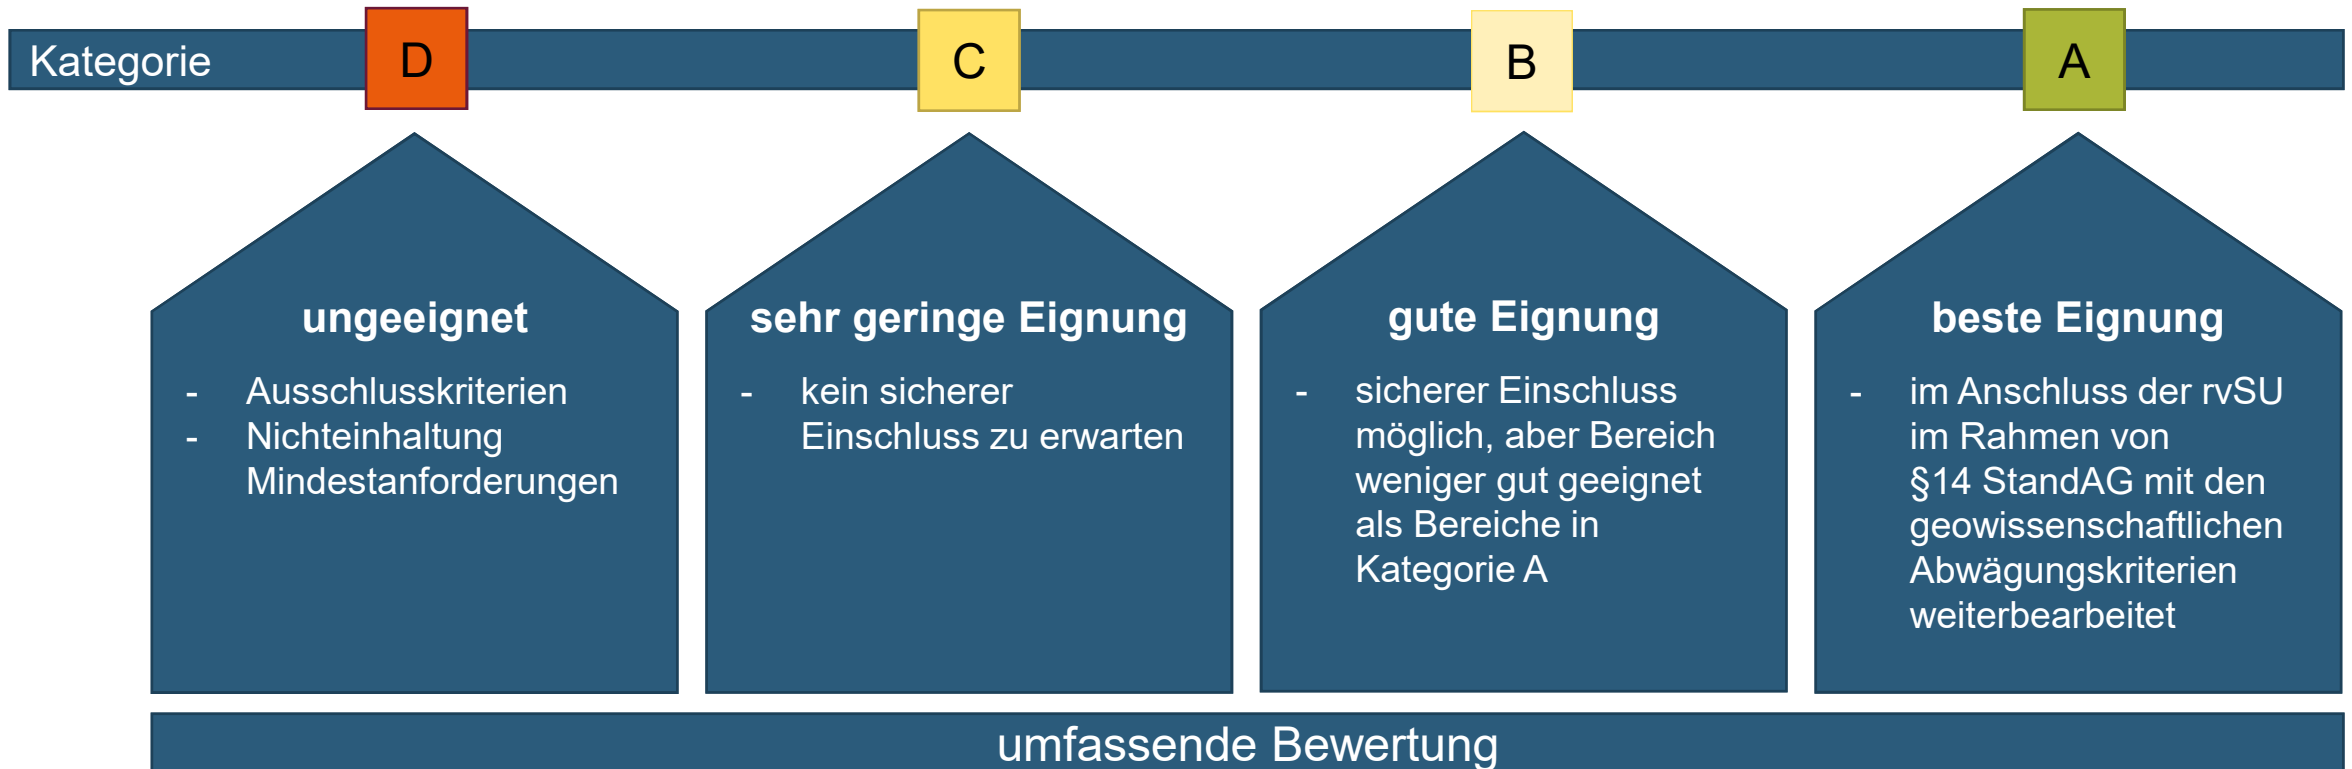 Kategorie
D
C
B
A
ungeeignet
- Ausschlusskriterien
- Nichteinhaltung
Mindestanforderungen
sehr geringe Eignung
- kein sicherer
Einschluss zu erwarten
gute Eignung
- sicherer Einschluss
möglich, aber Bereich
weniger gut geeignet
als Bereiche in
Kategorie A
beste Eignung
- im Anschluss der rvSU
im Rahmen von
§14 StandAG mit den
geowissenschaftlichen
Abwägungskriterien
weiterbearbeitet
umfassende Bewertung